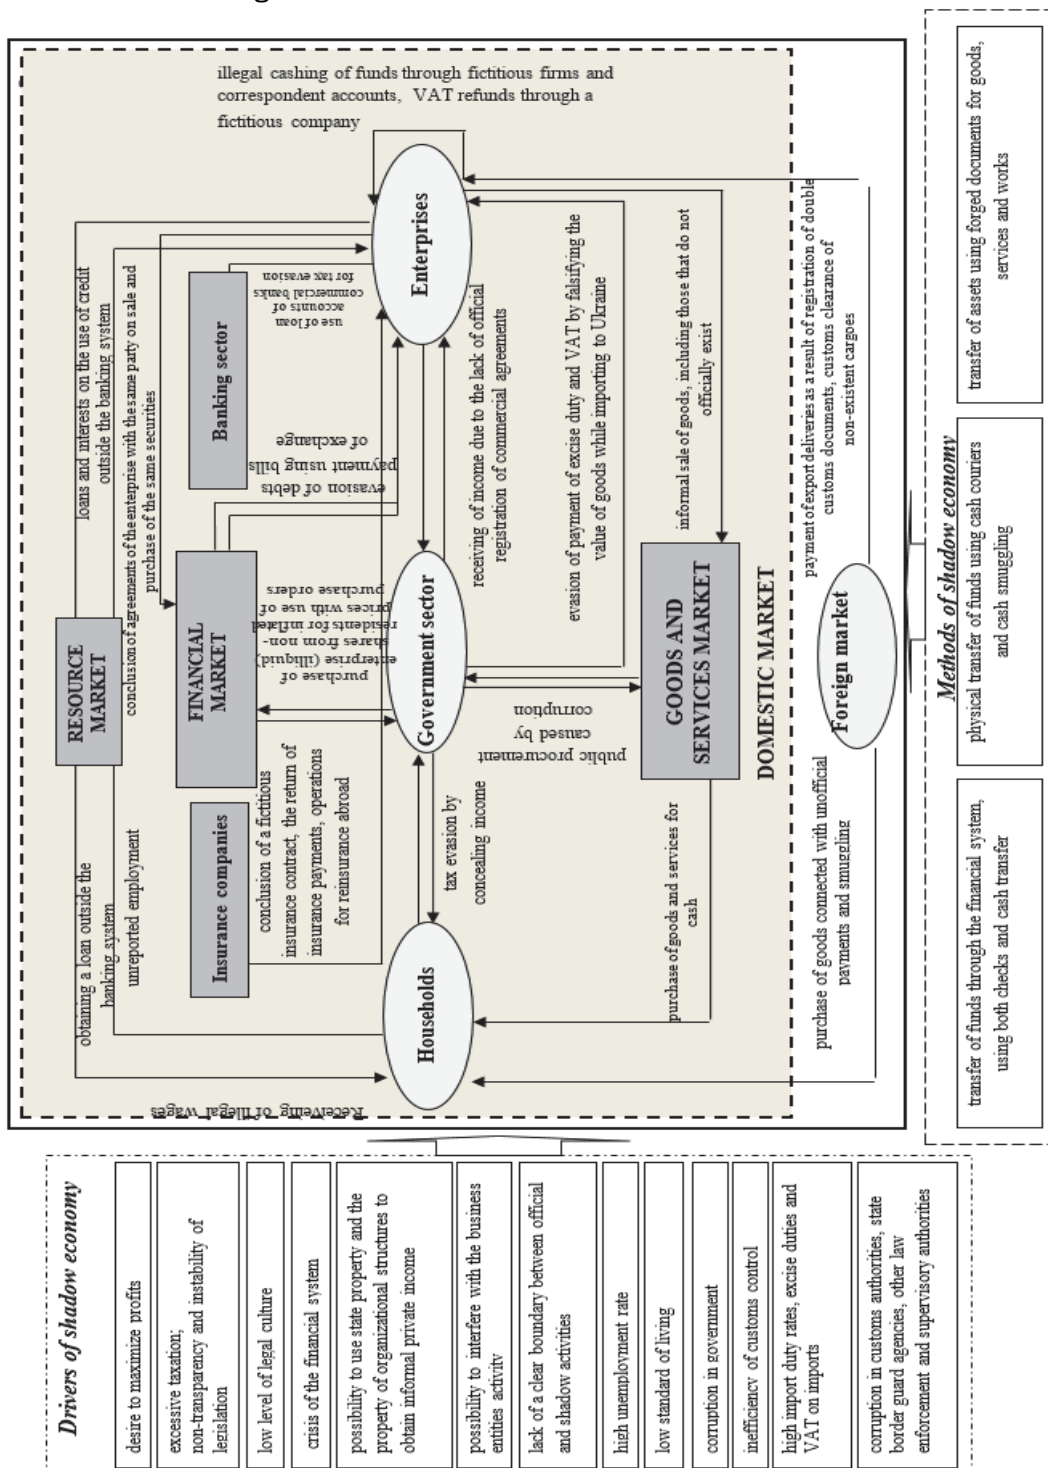 illegal cashing of funds through fictitious firms and
correspondent accounts, VAT refunds through a
fictitious company
Drivers of shadow economy
desire to maximize profits
excessive taxation;
non-transparency and instability of
legislation
low level of legal culture
crisis of the financial system
possibility to use state property and the
property of organizational structures to
obtain informal private income
possibility to interfere with the business
entities activity
lack of a clear boundary between official
and shadow activities
high unemployment rate
low standard of living
corruption in government
inefficiency of customs control
high import duty rates, excise duties and
VAT on imports
corruption in customs authorities, state
border guard agencies, other law
enforcement and supervisory authorities
Receiveing of illegal wages
obtaining a loan outside the
banking system
unreported employment
RESOURCE
MARKET
loans and interests on the use of credit
outside the banking system
conclusion of agreements of the enterprise with the same party on sale and
purchase of the same securities
Insurance companies
FINANCIAL
MARKET
Banking sector
conclusion of a fictitious
insurance contract, the return of
insurance payments, operations
for reinsurance abroad
purchase of
enterprise (illiquid)
shares from non-
residents for inflated
prices with use of
purchase orders
evasion of debts
payment using bills
of exchange
use of loan
accounts of
commercial banks
for tax evasion
Households
Government sector
Enterprises
tax evasion by
concealing income
receiving of income due to the lack of official
registration of commercial agreements
public procurement
caused by
corruption
evasion of payment of excise duty and VAT by falsifying the
value of goods while importing to Ukraine
purchase of goods and services for
cash
GOODS AND
SERVICES MARKET
informal sale of goods, including those that do not
officially exist
DOMESTIC MARKET
purchase of goods connected with unofficial
payments and smuggling
Foreign market
payment of export deliveries as a result of registration of double
customs documents, customs clearance of
non-existent cargoes
Methods of shadow economy
transfer of funds through the financial system,
using both checks and cash transfer
physical transfer of funds using cash couriers
and cash smuggling
transfer of assets using forged documents for goods,
services and works